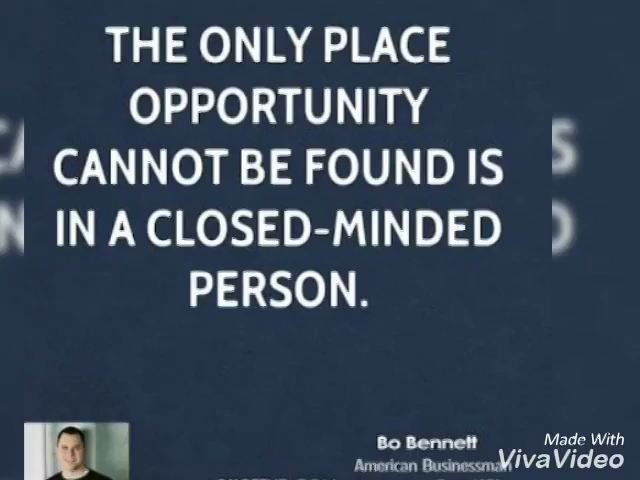 THE ONLY PLACE
OPPORTUNITY
CANNOT BE FOUND IS
IN A CLOSED-MINDED
PERSON.
Bo Bennett
American Businessman
Made With
VivaVideo